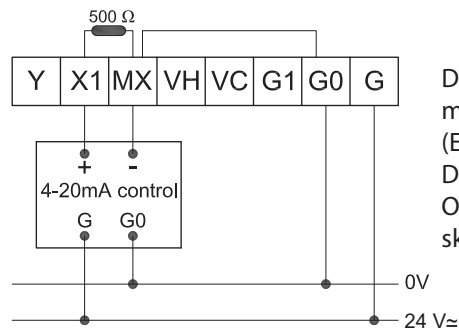 500 Ω
Y X1 MX VH VC G1 G0 G
+ -
4-20mA control
G G0
0V
24 V≂
D
m
(E
D
O
sk